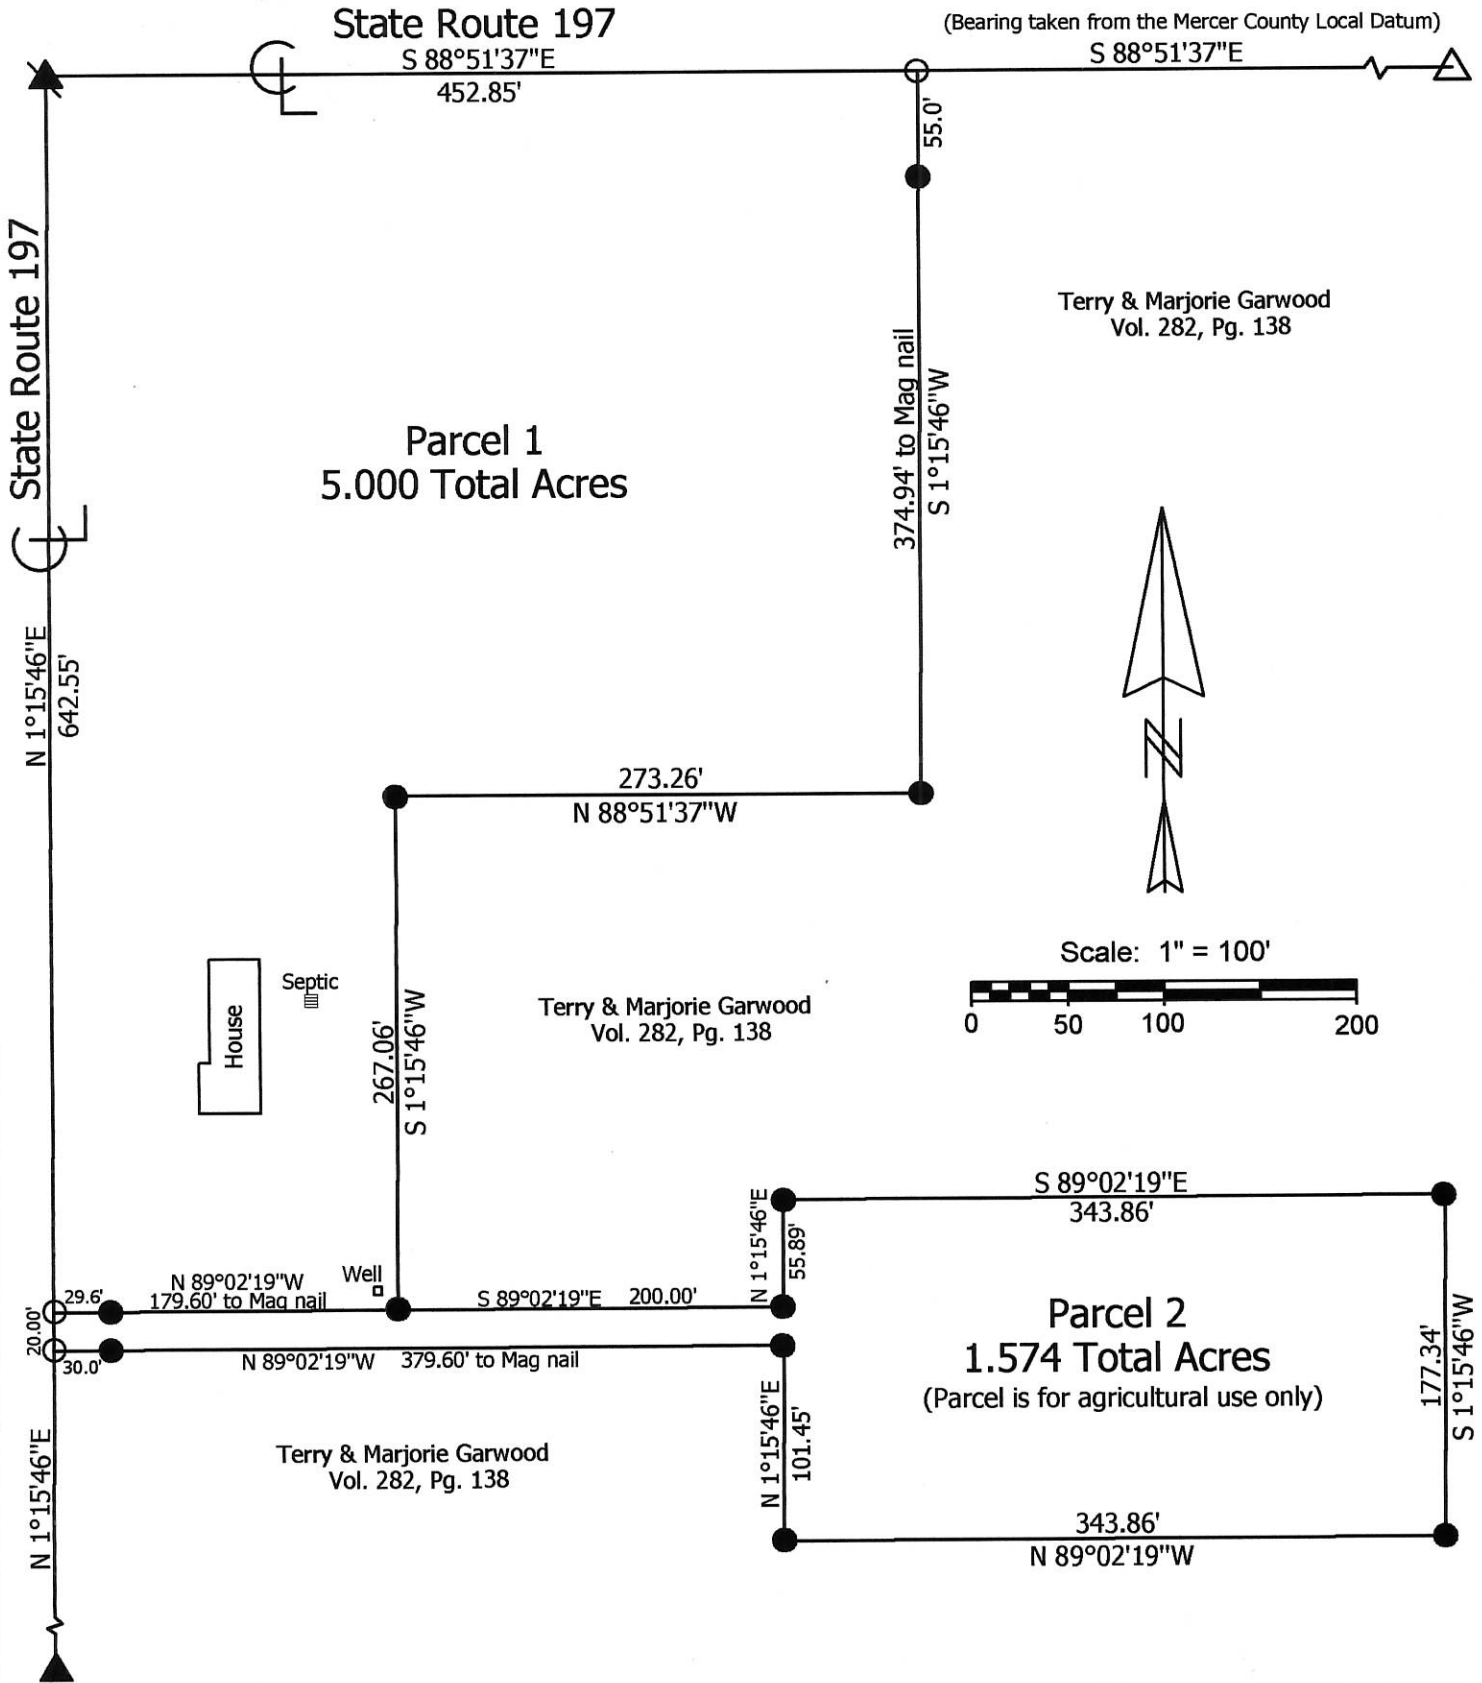 State Route 197
(Bearing taken from the Mercer County Local Datum)
S 88°51'37"E
452.85'
S 88°51'37"E
55.0'
State Route 197
Terry & Marjorie Garwood
Vol. 282, Pg. 138
374.94' to Mag nail
S 1°15'46"W
Parcel 1
5.000 Total Acres
N 1°15'46"E
642.55'
N
273.26'
N 88°51'37"W
Scale: 1" = 100'
0 50 100 200
Septic
House
Terry & Marjorie Garwood
Vol. 282, Pg. 138
267.06'
S 1°15'46"W
S 89°02'19"E
343.86'
N 1°15'46"E
55.89'
Well
N 89°02'19"W
29.6' 179.60' to Mag nail
S 89°02'19"E 200.00'
20.00'
30.0'
N 89°02'19"W 379.60' to Mag nail
Parcel 2
1.574 Total Acres
(Parcel is for agricultural use only)
177.34'
S 1°15'46"W
N 1°15'46"E
101.45'
Terry & Marjorie Garwood
Vol. 282, Pg. 138
N 1°15'46"E
343.86'
N 89°02'19"W